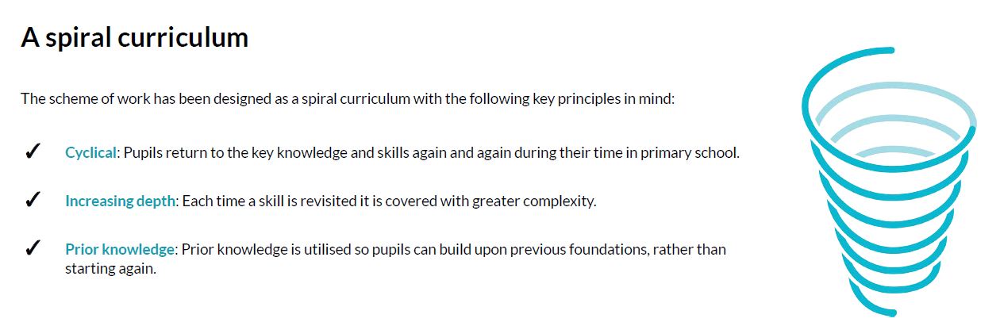 A spiral curriculum
The scheme of work has been designed as a spiral curriculum with the following key principles in mind:
✓ Cyclical: Pupils return to the key knowledge and skills again and again during their time in primary school.
✓ Increasing depth: Each time a skill is revisited it is covered with greater complexity.
✓ Prior knowledge: Prior knowledge is utilised so pupils can build upon previous foundations, rather than
starting again.